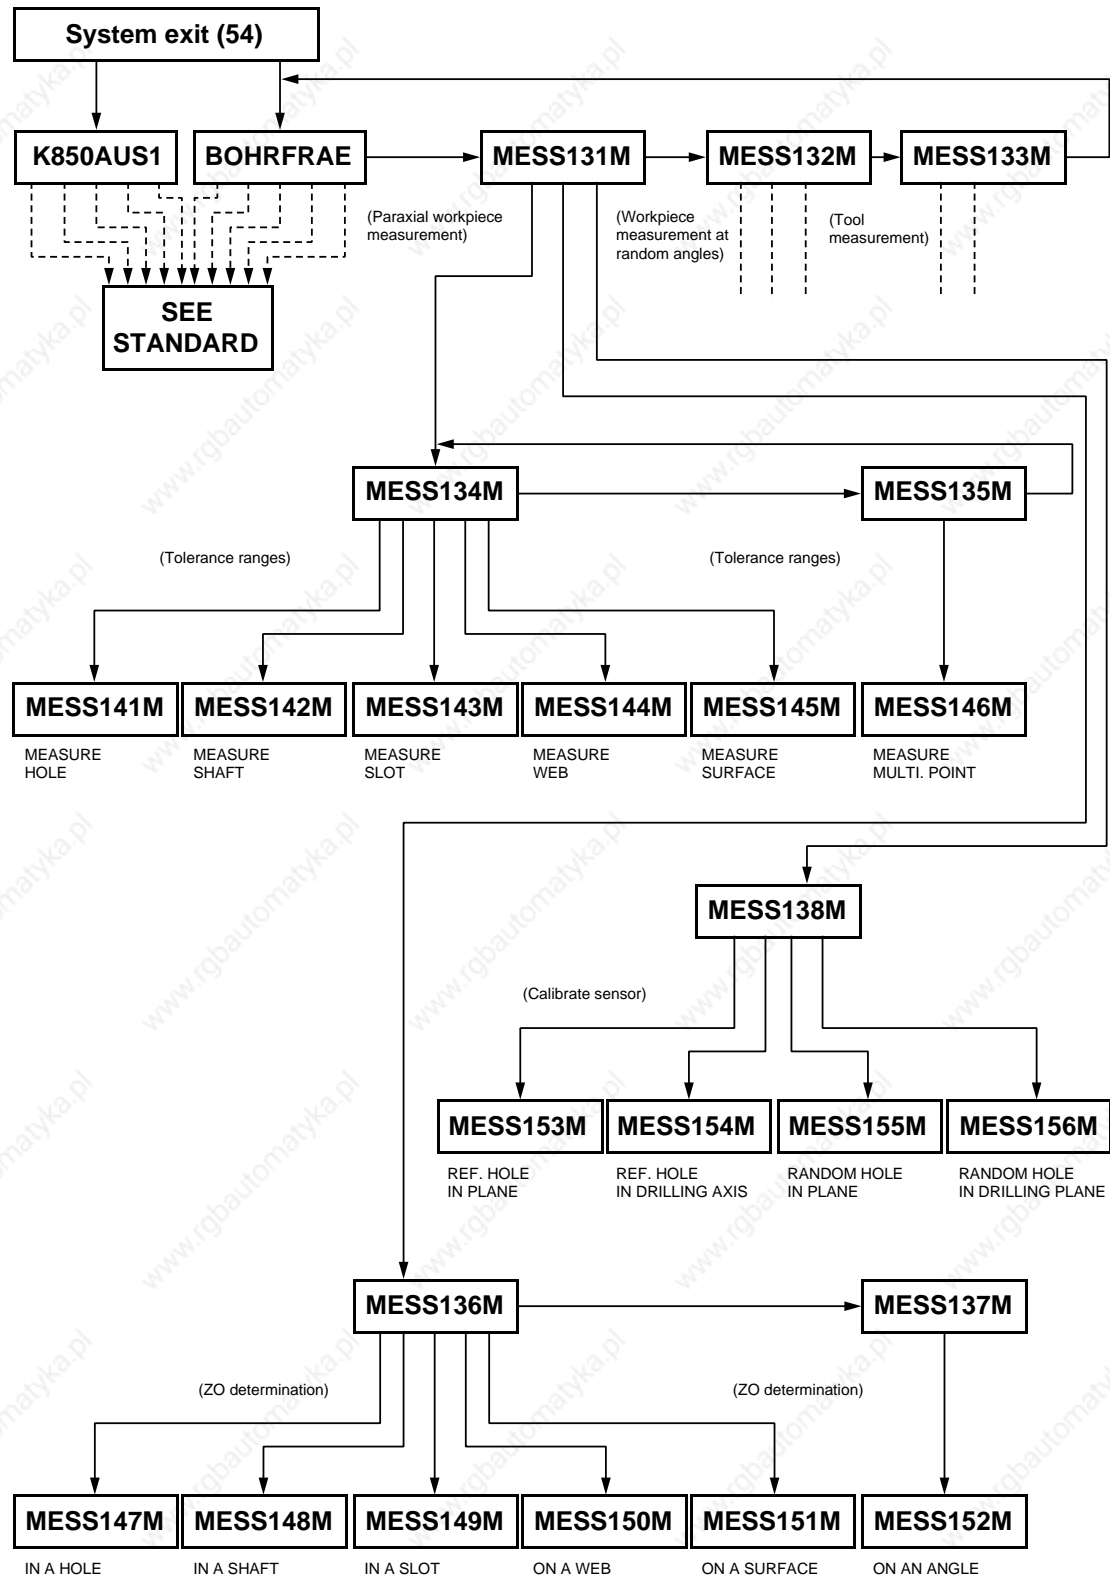 System exit (54)
K850AUS1
BOHRFRAE
MESS131M
MESS132M
MESS133M
(Paraxial workpiece
measurement)
(Workpiece
measurement at
random angles)
(Tool
measurement)
SEE
STANDARD
MESS134M
MESS135M
(Tolerance ranges)
(Tolerance ranges)
MESS141M
MESS142M
MESS143M
MESS144M
MESS145M
MESS146M
MEASURE
HOLE
MEASURE
SHAFT
MEASURE
SLOT
MEASURE
WEB
MEASURE
SURFACE
MEASURE
MULTI. POINT
MESS138M
(Calibrate sensor)
MESS153M
MESS154M
MESS155M
MESS156M
REF. HOLE
IN PLANE
REF. HOLE
IN DRILLING AXIS
RANDOM HOLE
IN PLANE
RANDOM HOLE
IN DRILLING PLANE
MESS136M
MESS137M
(ZO determination)
(ZO determination)
MESS147M
MESS148M
MESS149M
MESS150M
MESS151M
MESS152M
IN A HOLE
IN A SHAFT
IN A SLOT
ON A WEB
ON A SURFACE
ON AN ANGLE
www.rgbautomatyka.pl